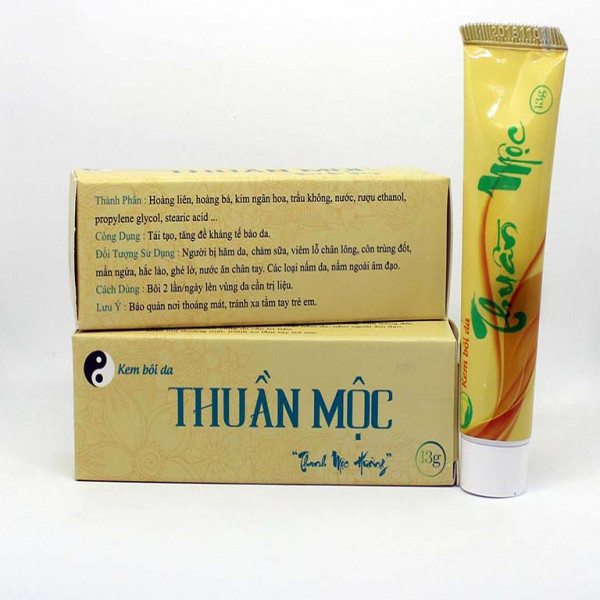 THUẦN MỘC
Thành Phần : Hoàng liên, hoàng bá, kim ngân hoa, trầu không, nước, rượu ethanol,
propylene glycol, stearic acid ...
Công Dụng : Tái tạo, tăng đề kháng tế bào da.
Đối Tượng Sử Dụng : Người bị hăm da, chàm sữa, viêm lỗ chân lông, côn trùng đốt,
mẩn ngứa, hắc lào, ghẻ lở, nước ăn chân tay. Các loại nấm da, nấm ngoài âm đạo.
Cách Dùng : Bôi 2 lần/ngày lên vùng da cần trị liệu.
Lưu Ý : Bảo quản nơi thoáng mát, tránh xa tầm tay trẻ em.
Kem bôi da
THUẦN MỘC
"Thanh Mộc Hương"
13g
13g
Thuần Mộc
Kem bôi da